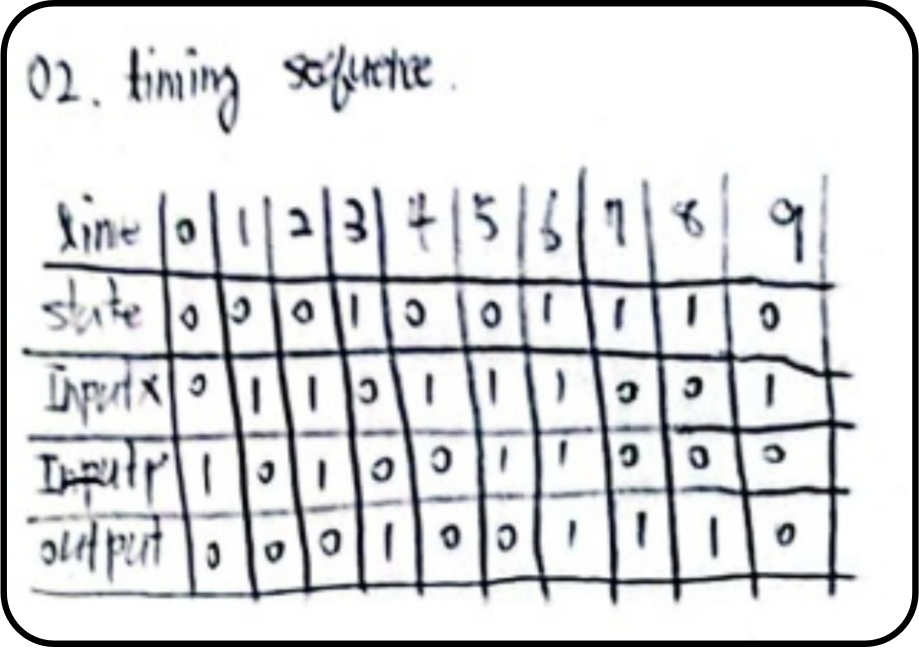 02. timing sequence.
time 0 1 2 3 4 5 6 7 8 9
state 0 0 0 1 0 0 1 1 1 0
Input x 0 1 1 0 1 1 1 0 0 1
Input Y 1 0 1 0 0 1 1 0 0 0
output 0 0 0 1 0 0 1 1 1 0